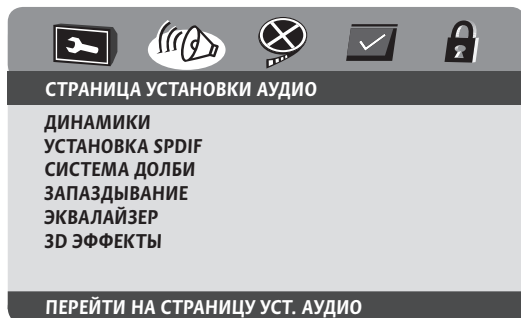 СТРАНИЦА УСТАНОВКИ АУДИО
ДИНАМИКИ
УСТАНОВКА SPDIF
СИСТЕМА ДОЛБИ
ЗАПАЗДЫВАНИЕ
ЭКВАЛАЙЗЕР
3D ЭФФЕКТЫ
ПЕРЕЙТИ НА СТРАНИЦУ УСТ. АУДИО